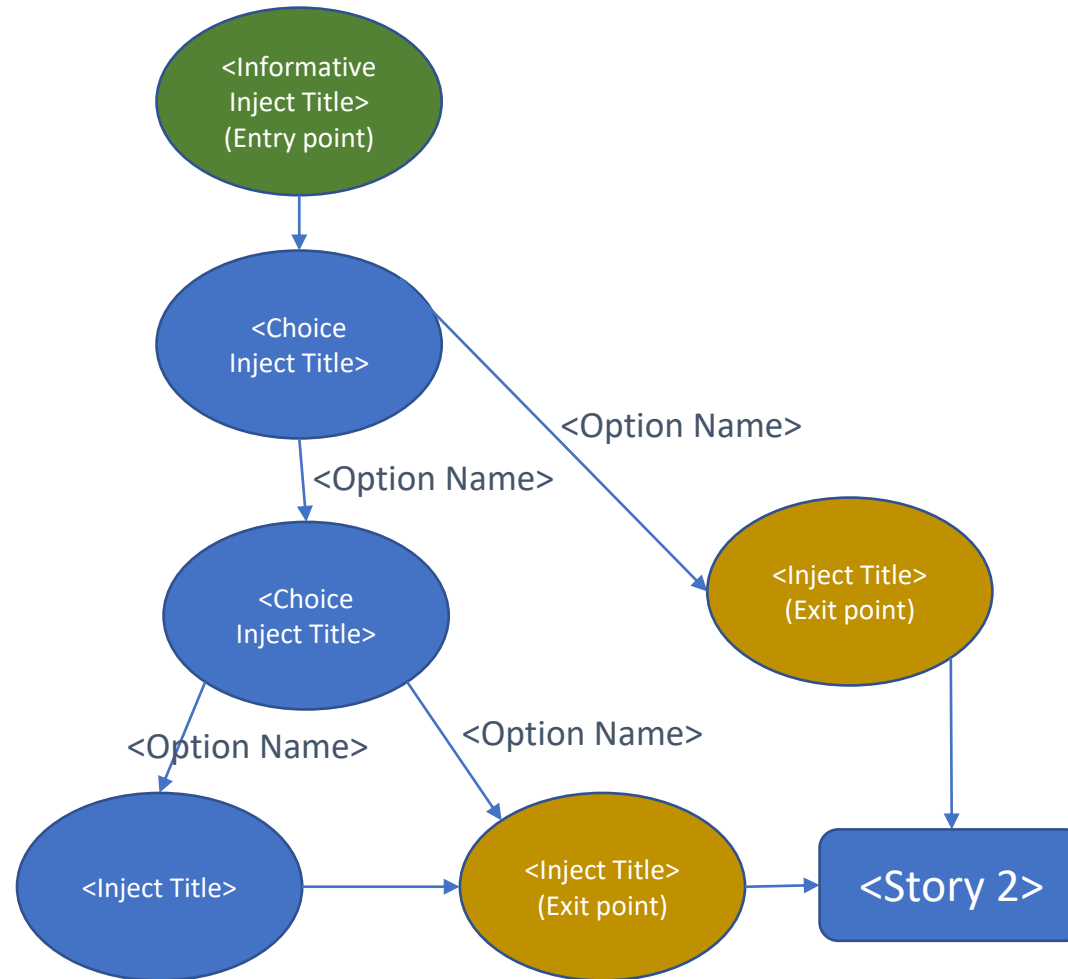 <Informative
Inject Title>
(Entry point)
<Choice
Inject Title>
<Option Name>
<Option Name>
<Choice
Inject Title>
<Inject Title>
(Exit point)
<Option Name>
<Option Name>
<Inject Title>
<Inject Title>
(Exit point)
<Story 2>